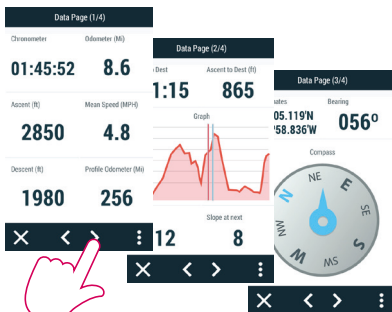 Data Page (1/4)
Chronometer Odometer (Mi)
01:45:52 8.6
Ascent (ft) Mean Speed (MPH)
2850 4.8
Descent (ft) Profile Odometer (Mi)
1980 256
Data Page (2/4)
Dest Ascent to Dest (ft)
1:15 865
Graph
Slope at next
12 8
Data Page (3/4)
Bearing
05.119'N 056º
58.836'W
Compass
N
NE
E
SE
S
SW
W
NW